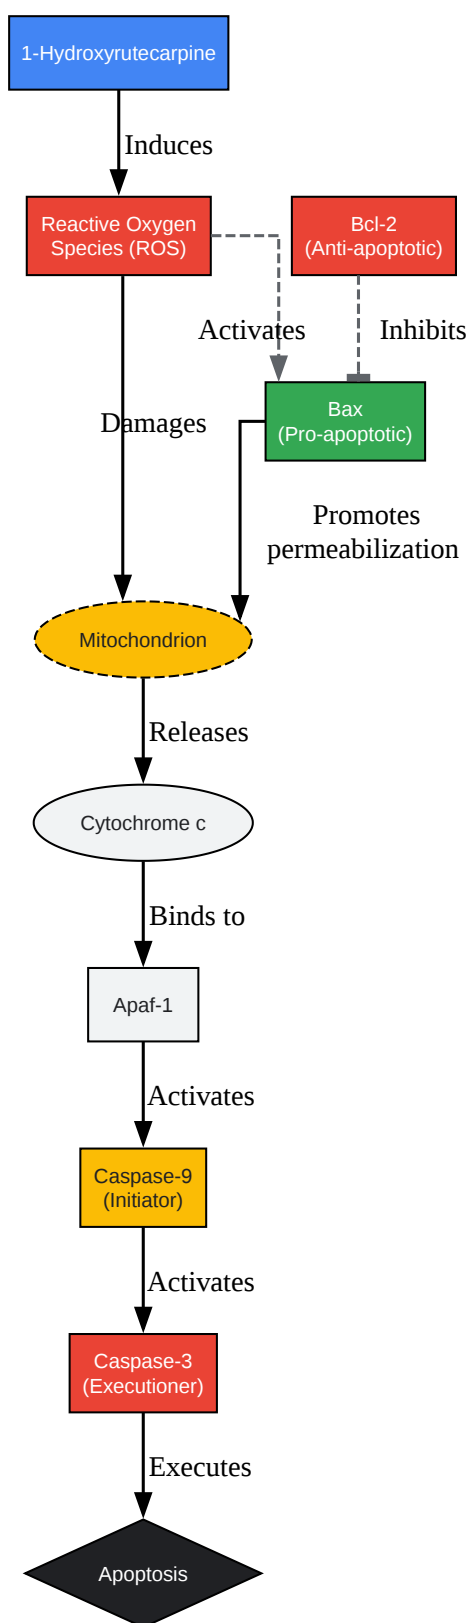 1-Hydroxyrutecarpine
Induces
Reactive Oxygen
Species (ROS)
Bcl-2
(Anti-apoptotic)
Activates
Inhibits
Bax
(Pro-apoptotic)
Damages
Promotes
permeabilization
Mitochondrion
Releases
Cytochrome c
Binds to
Apaf-1
Activates
Caspase-9
(Initiator)
Activates
Caspase-3
(Executioner)
Executes
Apoptosis